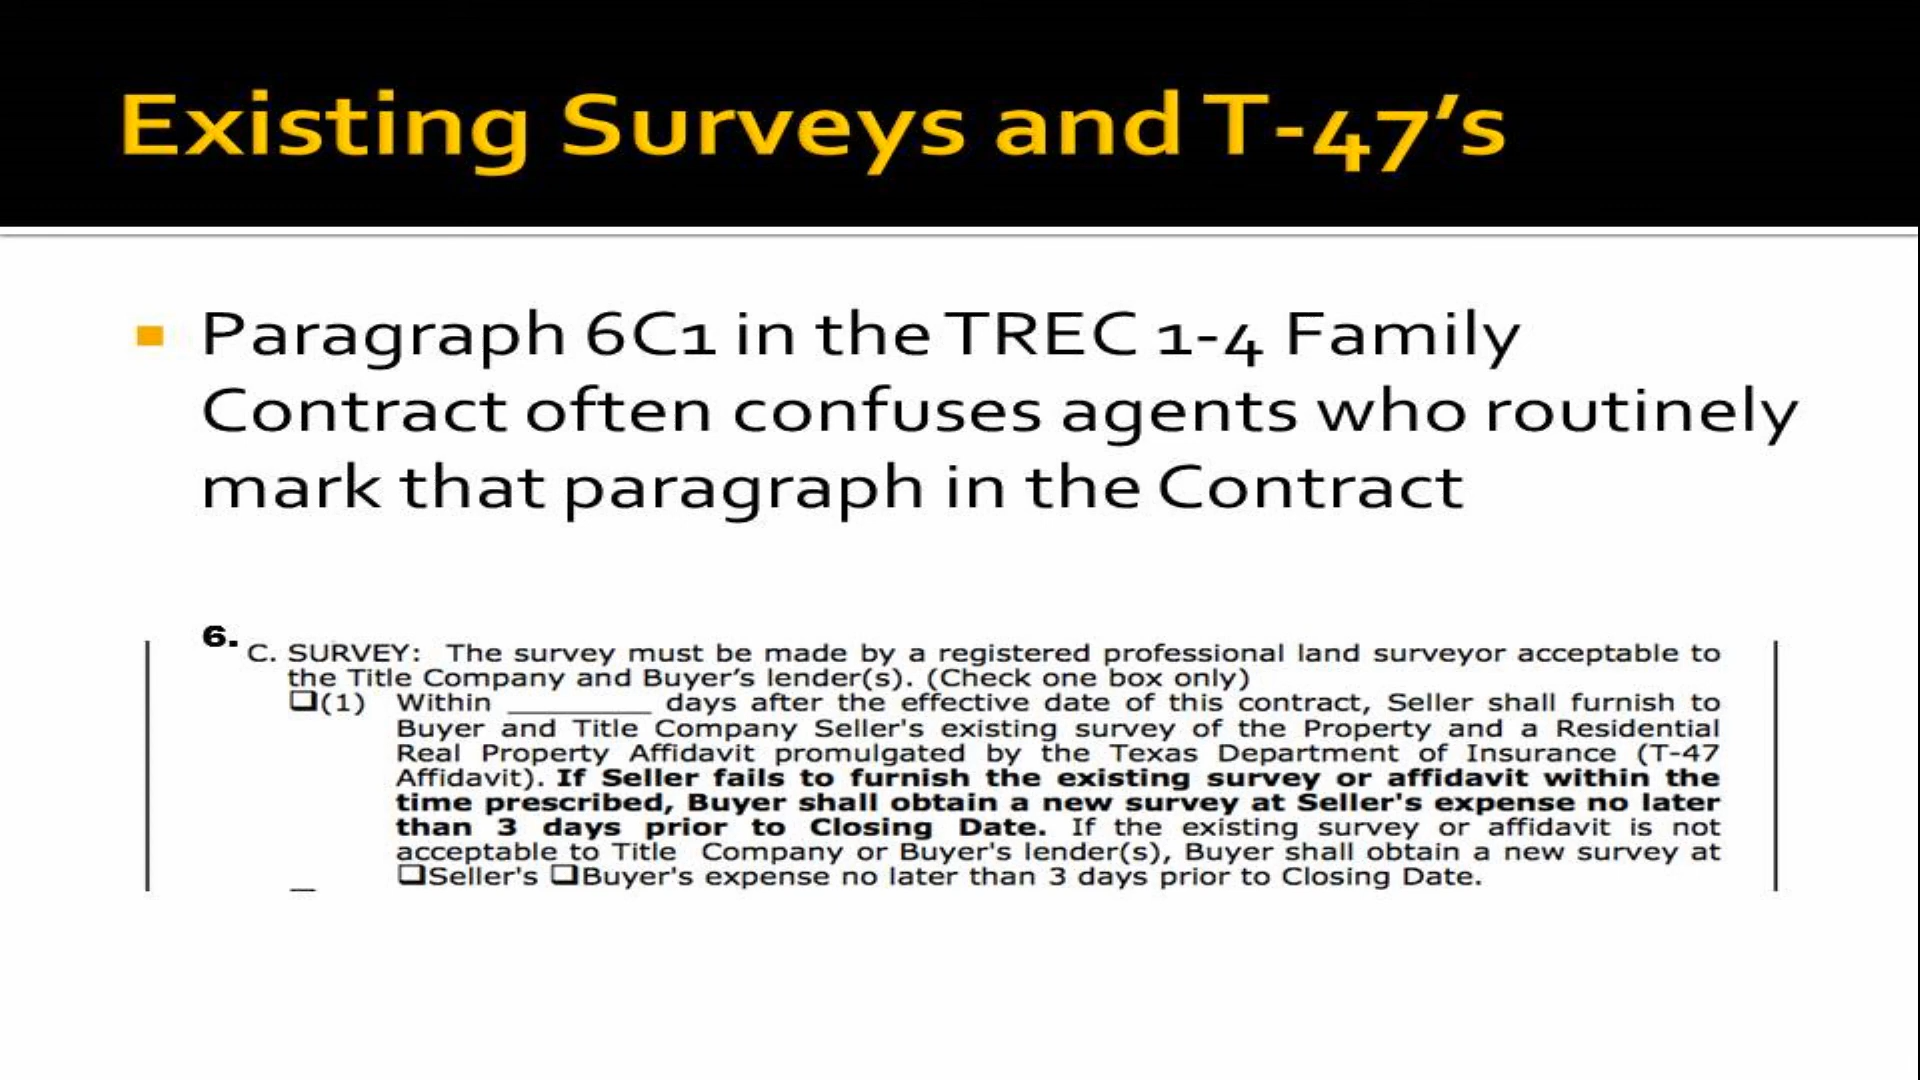 Existing Surveys and T-47’s
Paragraph 6C1 in the TREC 1-4 Family
Contract often confuses agents who routinely
mark that paragraph in the Contract
6.
C. SURVEY: The survey must be made by a registered professional land surveyor acceptable to
the Title Company and Buyer’s lender(s). (Check one box only)
❑(1) Within ________ days after the effective date of this contract, Seller shall furnish to
Buyer and Title Company Seller's existing survey of the Property and a Residential
Real Property Affidavit promulgated by the Texas Department of Insurance (T-47
Affidavit). If Seller fails to furnish the existing survey or affidavit within the
time prescribed, Buyer shall obtain a new survey at Seller's expense no later
than 3 days prior to Closing Date. If the existing survey or affidavit is not
acceptable to Title Company or Buyer's lender(s), Buyer shall obtain a new survey at
❑Seller's ❑Buyer's expense no later than 3 days prior to Closing Date.